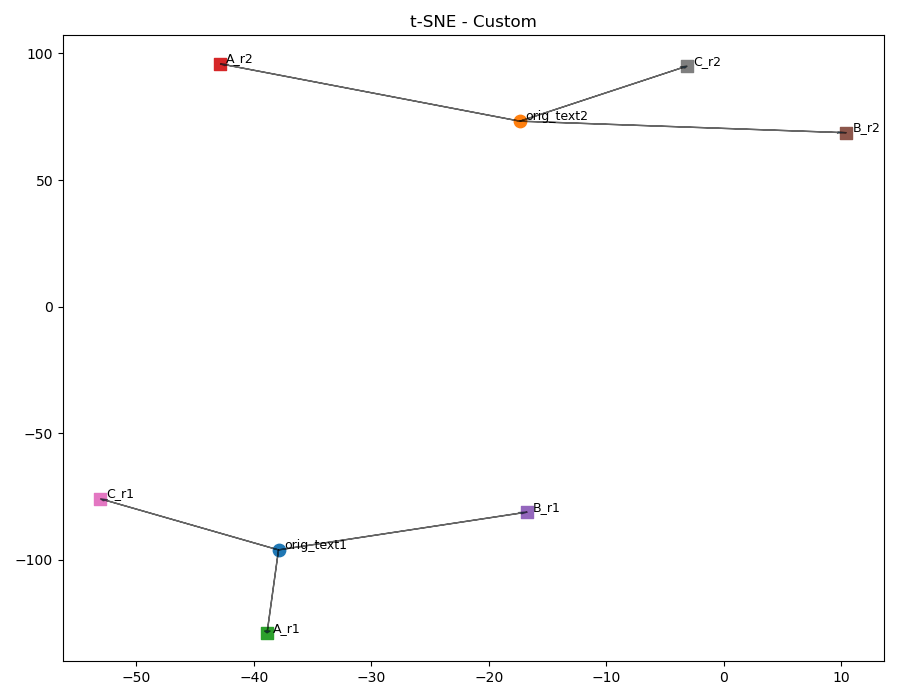 t-SNE - Custom
100
A_r2
C_r2
orig_text2
B_r2
50
0
−50
C_r1
B_r1
orig_text1
−100
A_r1
−50
−40
−30
−20
−10
0
10